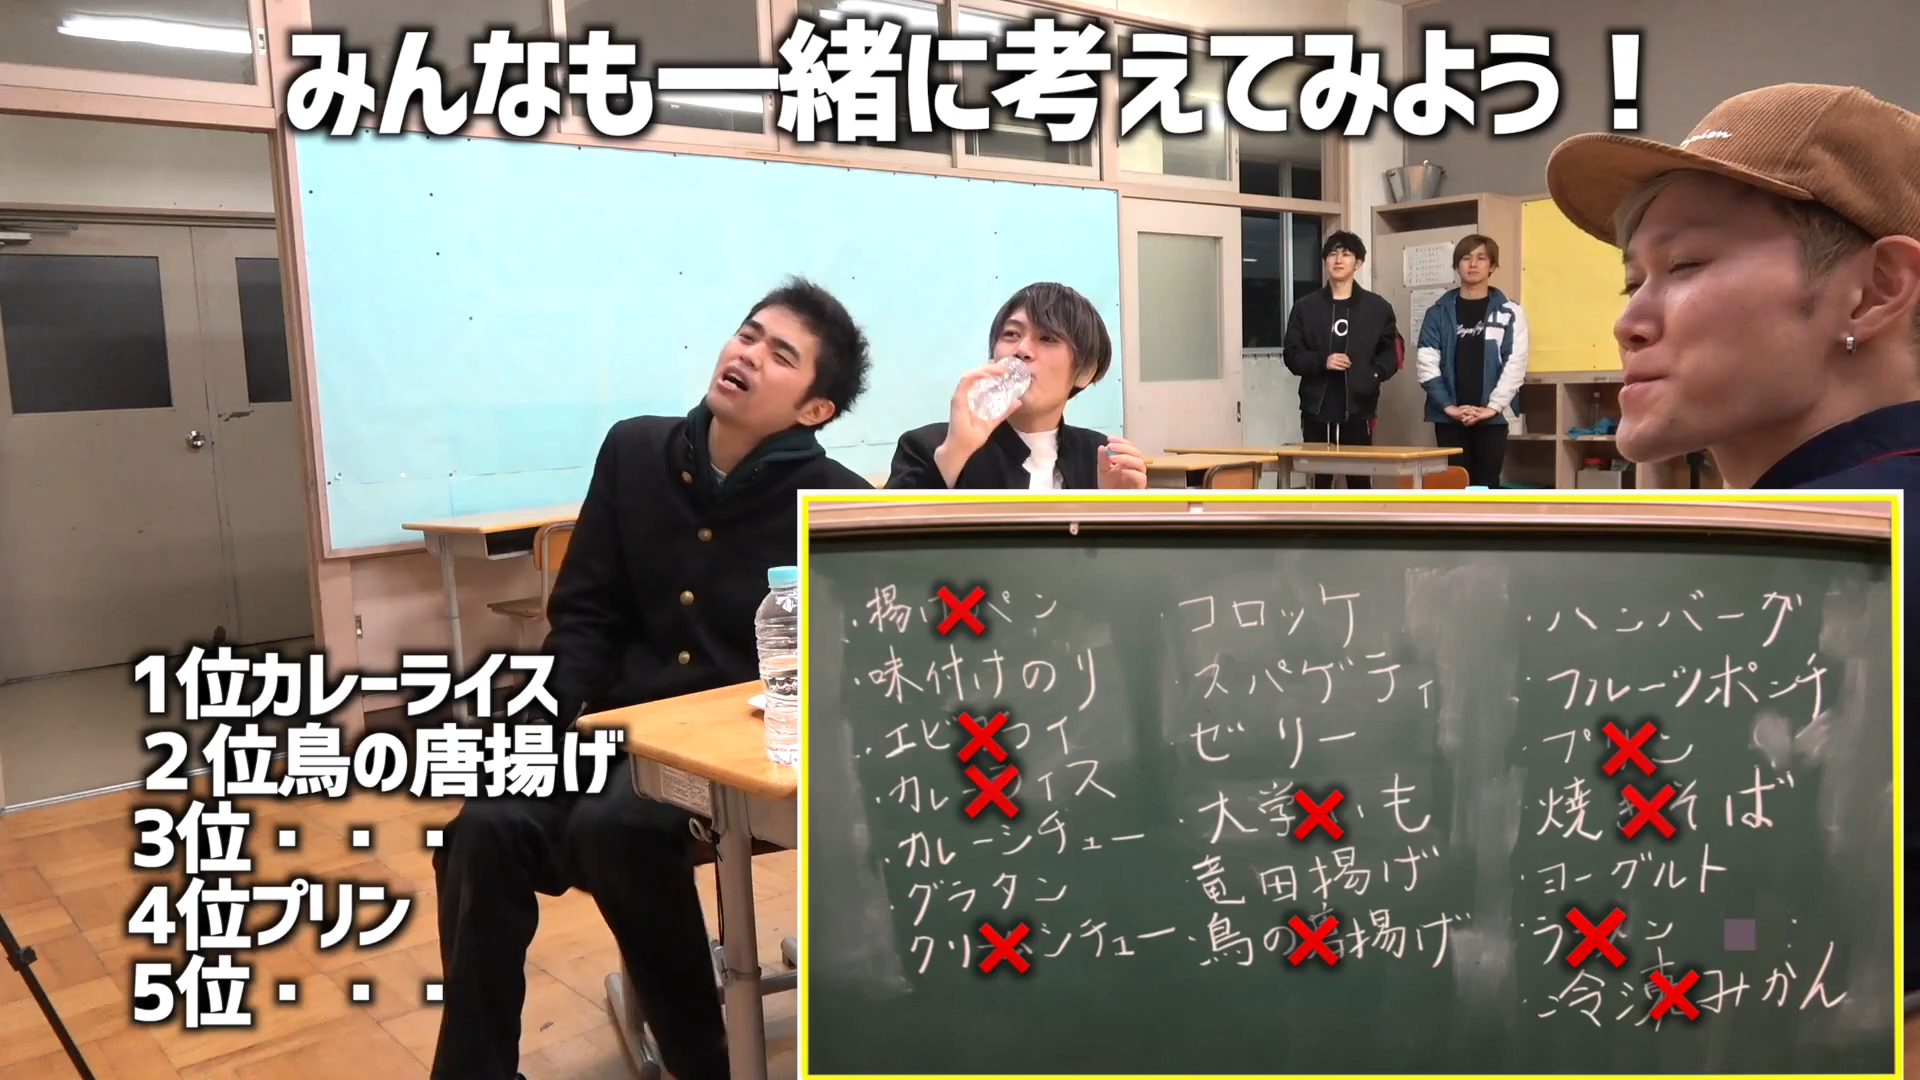 みんなも一緒に考えてみよう！
1位カレーライス
２位鳥の唐揚げ
3位・・・
4位プリン
5位・・・
・揚げ パン
・味付けのり
・エビフライ
・カレーライス
・カレーシチュー
・グラタン
クリームシチュー
・コロッケ
・スパゲティ
・ゼリー
・大学いも
・竜田揚げ
・鳥の唐揚げ
・ハンバーグ
・フルーツポンチ
・プリン
・焼きそば
・ヨーグルト
・ラーメン
・冷凍みかん